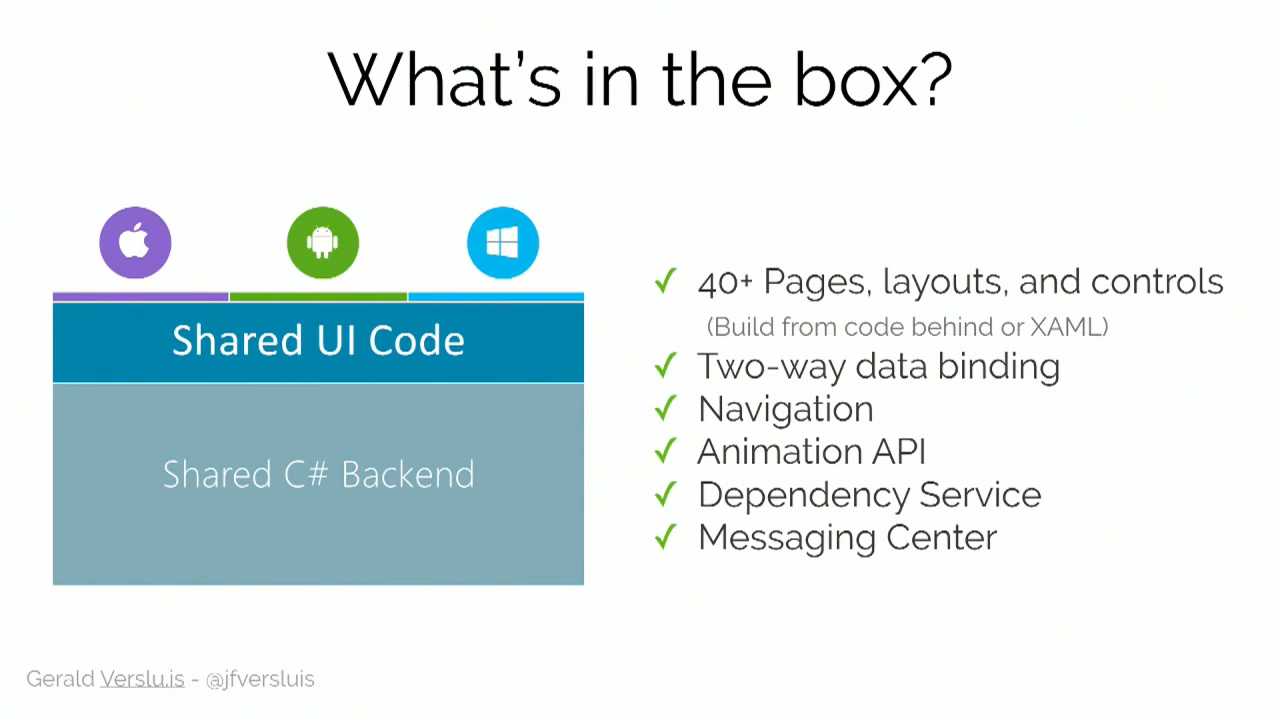 What's in the box?
Shared UI Code
Shared C# Backend
✓ 40+ Pages, layouts, and controls
(Build from code behind or XAML)
✓ Two-way data binding
✓ Navigation
✓ Animation API
✓ Dependency Service
✓ Messaging Center
Gerald Verslu.is - @jfversluis